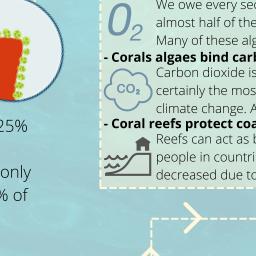 We owe every sec
O2
almost half of the
Many of these alg
- Corals algaes bind carb
Carbon dioxide is
CO₂
certainly the mos
climate change. A
- Coral reefs protect coa
Reefs can act as b
people in countri
decreased due to
25%
only
% of